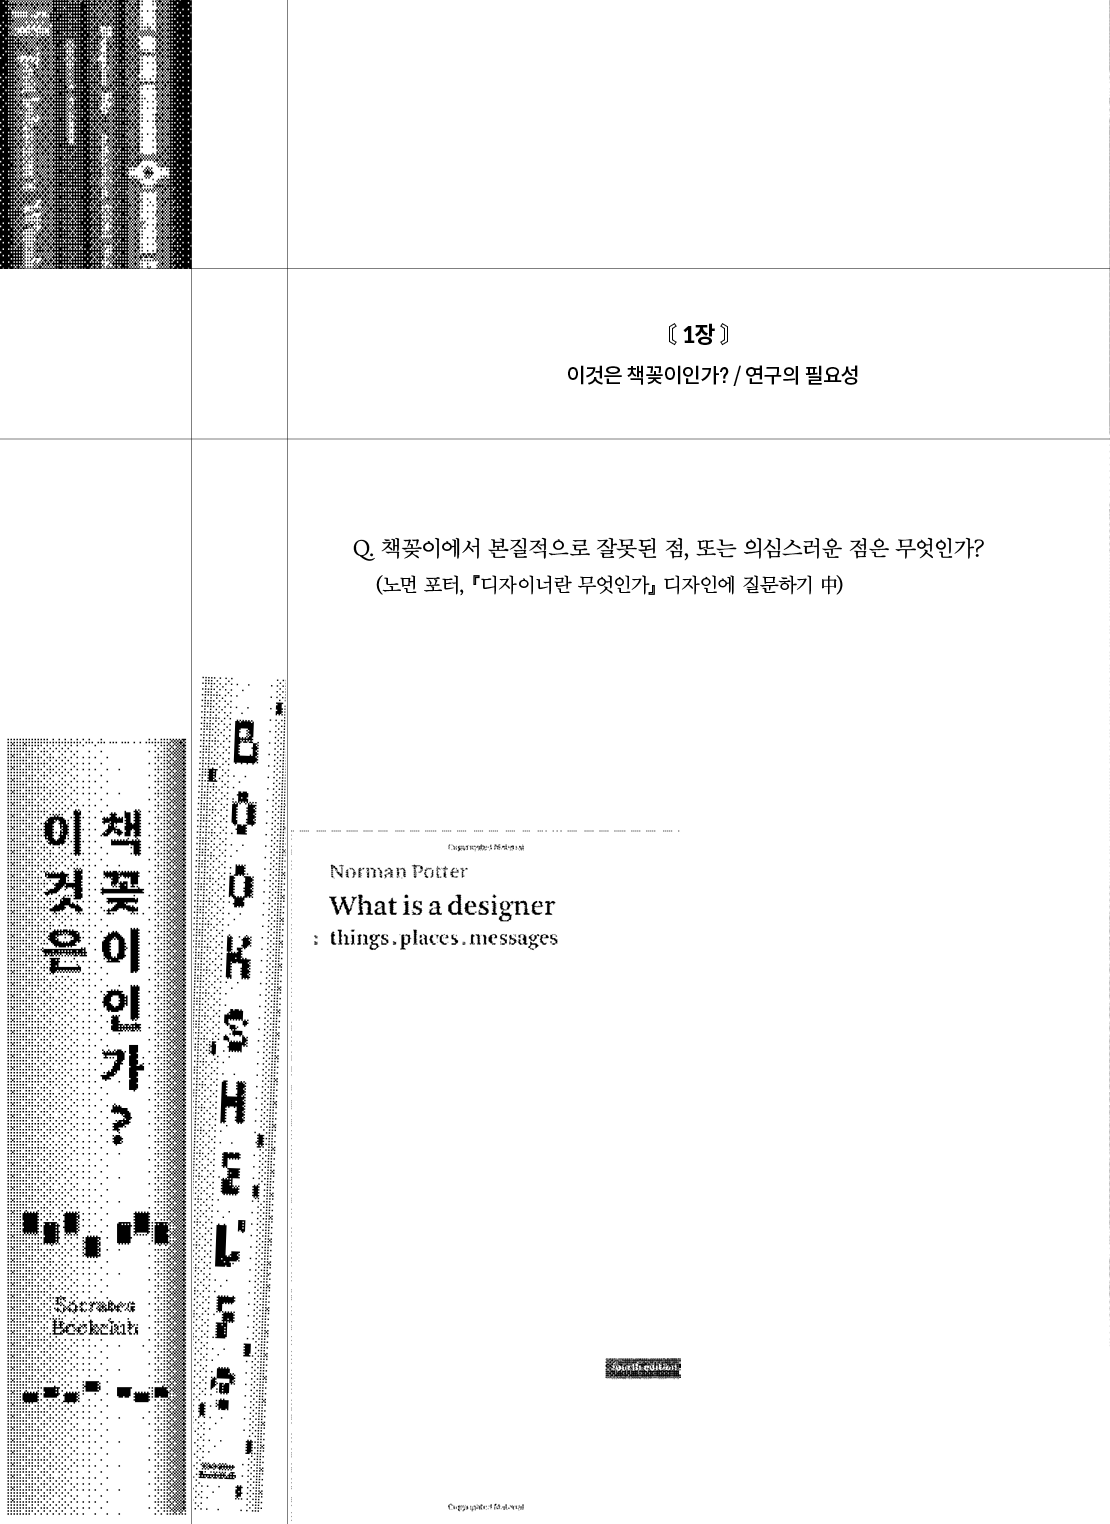 〘 1장 〙
이것은 책꽂이인가? / 연구의 필요성
Q. 책꽂이에서 본질적으로 잘못된 점, 또는 의심스러운 점은 무엇인가?
(노먼 포터, 『디자이너란 무엇인가』 디자인에 질문하기 中)
이것은
책꽂이인가?
Socrates
Bookclub
BOOKSHELF?
Copyrighted Material
Norman Potter
What is a designer
: things.places.messages
fourth edition
Copyrighted Material